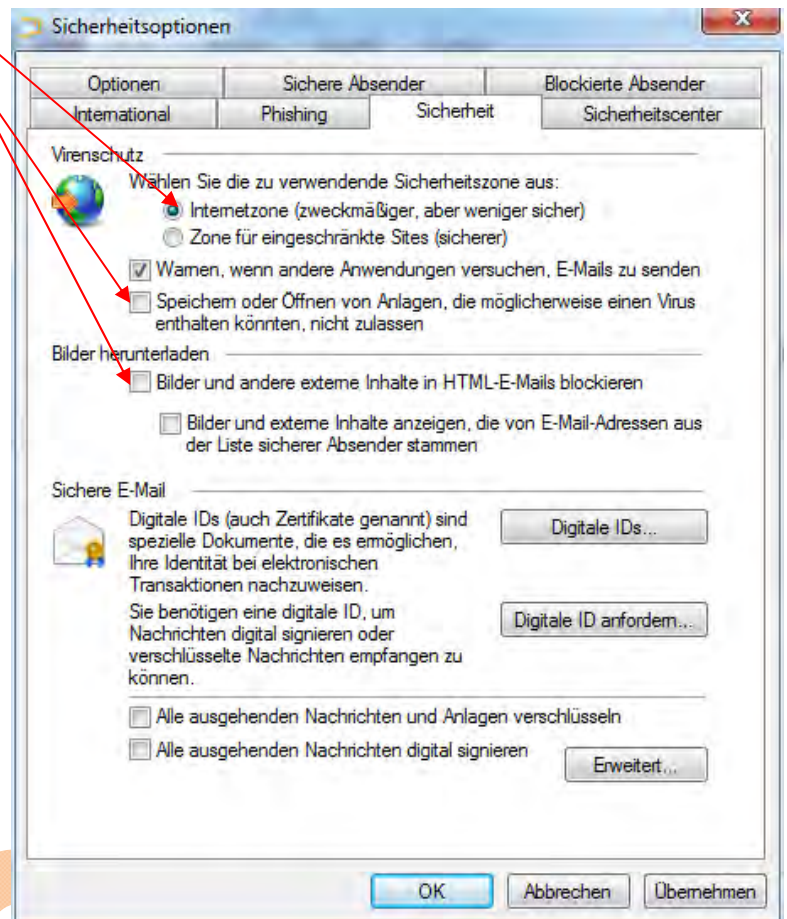 Sicherheitsoptionen
Optionen Sichere Absender Blockierte Absender
International Phishing Sicherheit Sicherheitscenter
Virenschutz
Wählen Sie die zu verwendende Sicherheitszone aus:
Internetzone (zweckmäßiger, aber weniger sicher)
Zone für eingeschränkte Sites (sicherer)
Warnen, wenn andere Anwendungen versuchen, E-Mails zu senden
Speichern oder Öffnen von Anlagen, die möglicherweise einen Virus
enthalten könnten, nicht zulassen
Bilder herunterladen
Bilder und andere externe Inhalte in HTML-E-Mails blockieren
Bilder und externe Inhalte anzeigen, die von E-Mail-Adressen aus
der Liste sicherer Absender stammen
Sichere E-Mail
Digitale IDs (auch Zertifikate genannt) sind
spezielle Dokumente, die es ermöglichen,
Ihre Identität bei elektronischen
Transaktionen nachzuweisen.
Digitale IDs...
Sie benötigen eine digitale ID, um
Nachrichten digital signieren oder
verschlüsselte Nachrichten empfangen zu
können.
Digitale ID anfordern...
Alle ausgehenden Nachrichten und Anlagen verschlüsseln
Alle ausgehenden Nachrichten digital signieren
Erweitert...
OK Abbrechen Übernehmen